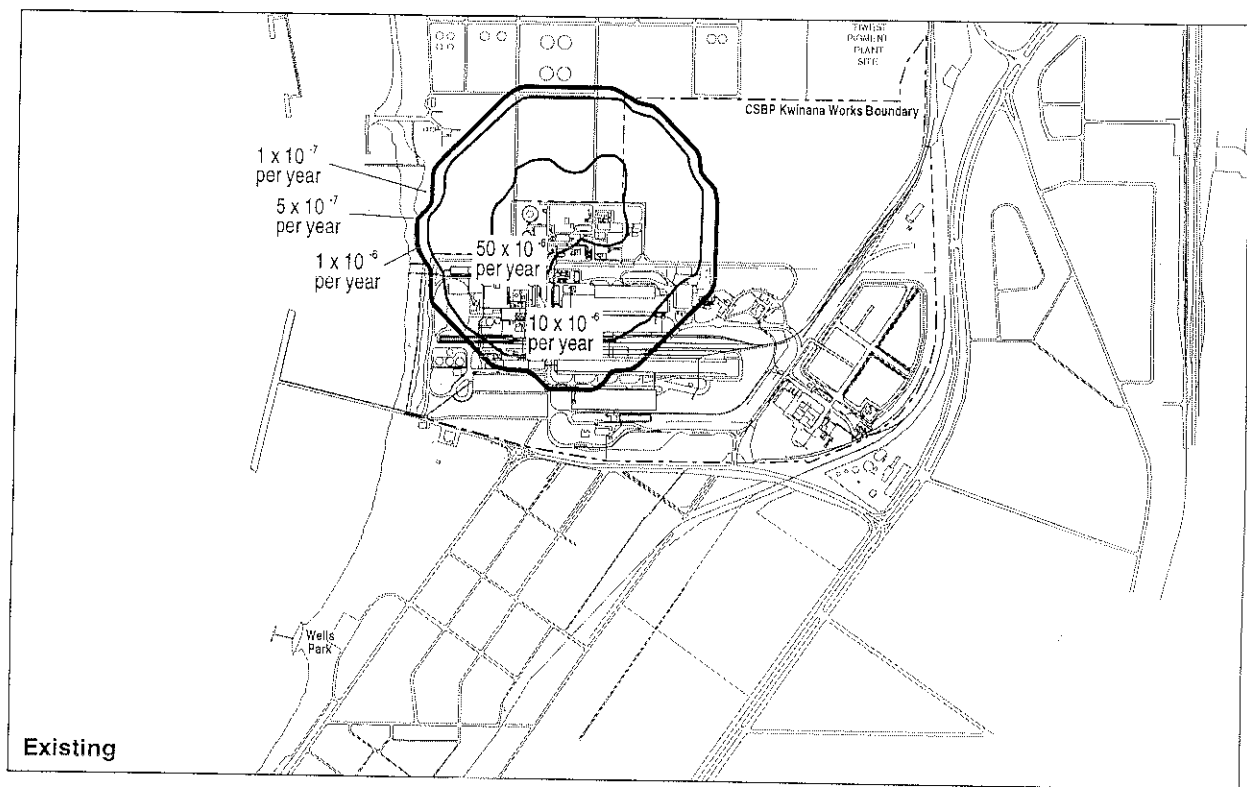 TIWEST
PIGMENT
PLANT
SITE
CSBP Kwinana Works Boundary
1 x 10⁻⁷
per year
5 x 10⁻⁷
per year
1 x 10⁻⁶
per year
50 x 10⁻⁶
per year
10 x 10⁻⁶
per year
Wells
Park
Existing